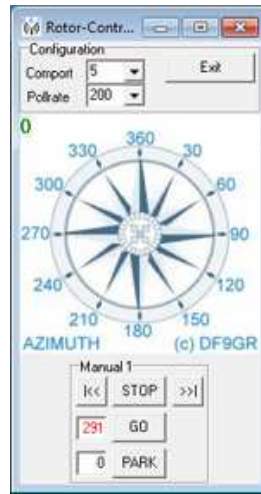 Rotor-Contr...
Configuration
Comport 5 Exit
Pollrate 200
0
360
330 30
300 60
270 90
240 120
210 150
180
AZIMUTH (c) DF9GR
Manual 1
|<< STOP >>|
291 GO
0 PARK